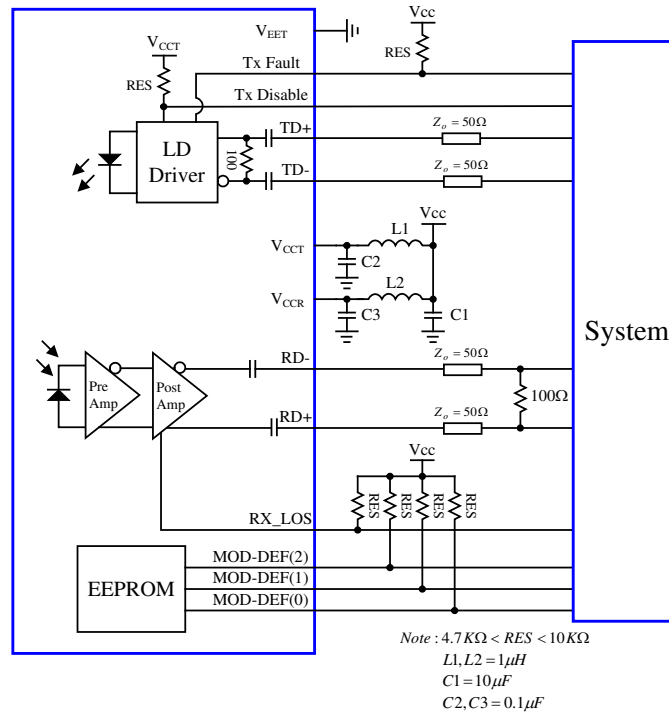 Vcc
V_EET
V_CCT
RES
Tx Fault
RES
Tx Disable
LD
Driver
100
TD+
Z_o = 50Ω
TD-
Z_o = 50Ω
Vcc
L1
V_CCT
C2
L2
V_CCR
C3
C1
System
RD-
Z_o = 50Ω
Pre
Amp
Post
Amp
100Ω
RD+
Z_o = 50Ω
Vcc
RES
RES
RES
RES
RX_LOS
EEPROM
MOD-DEF(2)
MOD-DEF(1)
MOD-DEF(0)
Note : 4.7KΩ < RES < 10KΩ
L1,L2 = 1μH
C1 = 10μF
C2,C3 = 0.1μF